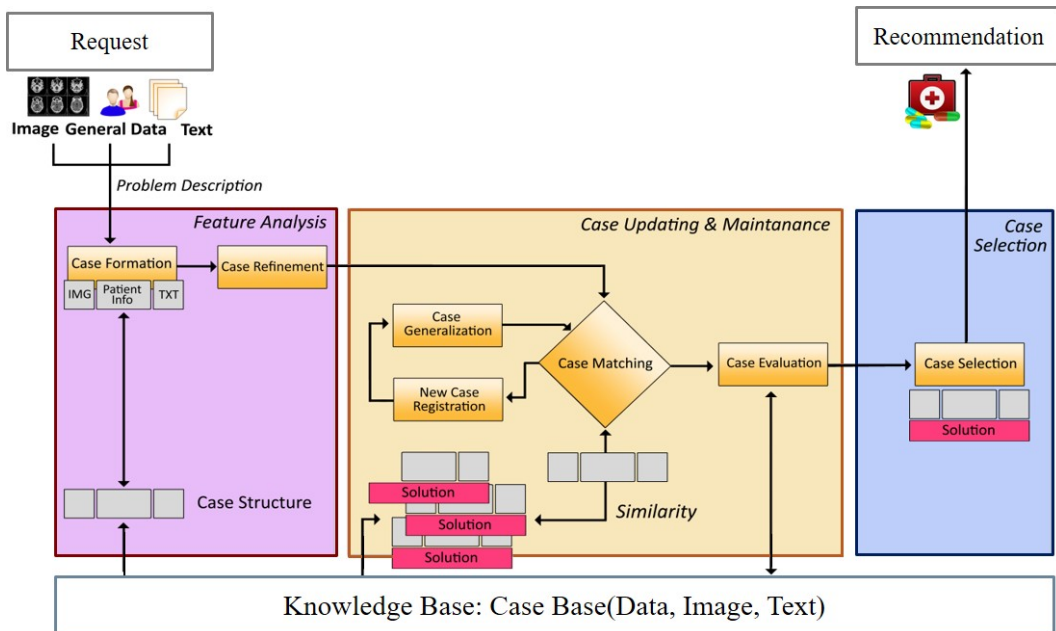 Request
Recommendation
Image General Data Text
Problem Description
Feature Analysis
Case Updating & Maintanance
Case
Selection
Case Formation
IMG
Patient
Info
TXT
Case Refinement
Case
Generalization
New Case
Registration
Case Matching
Case Evaluation
Case Selection
Solution
Case Structure
Solution
Solution
Solution
Similarity
Knowledge Base: Case Base(Data, Image, Text)